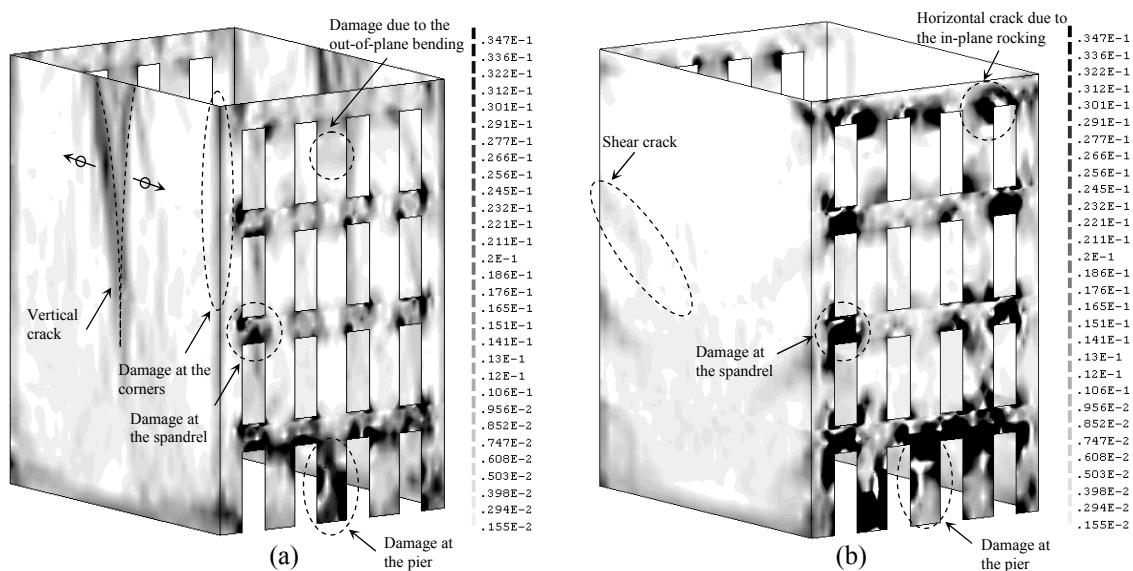 Damage due to the
out-of-plane bending
Vertical
crack
Damage at the
corners
Damage at
the spandrel
Damage at
the pier
(a)
.347E-1
.336E-1
.322E-1
.312E-1
.301E-1
.291E-1
.277E-1
.266E-1
.256E-1
.245E-1
.232E-1
.221E-1
.211E-1
.2E-1
.186E-1
.176E-1
.165E-1
.151E-1
.141E-1
.13E-1
.12E-1
.106E-1
.956E-2
.852E-2
.747E-2
.608E-2
.503E-2
.398E-2
.294E-2
.155E-2
Horizontal crack due to
the in-plane rocking
Shear crack
Damage at
the spandrel
Damage at
the pier
(b)
.347E-1
.336E-1
.322E-1
.312E-1
.301E-1
.291E-1
.277E-1
.266E-1
.256E-1
.245E-1
.232E-1
.221E-1
.211E-1
.2E-1
.186E-1
.176E-1
.165E-1
.151E-1
.141E-1
.13E-1
.12E-1
.106E-1
.956E-2
.852E-2
.747E-2
.608E-2
.503E-2
.398E-2
.294E-2
.155E-2